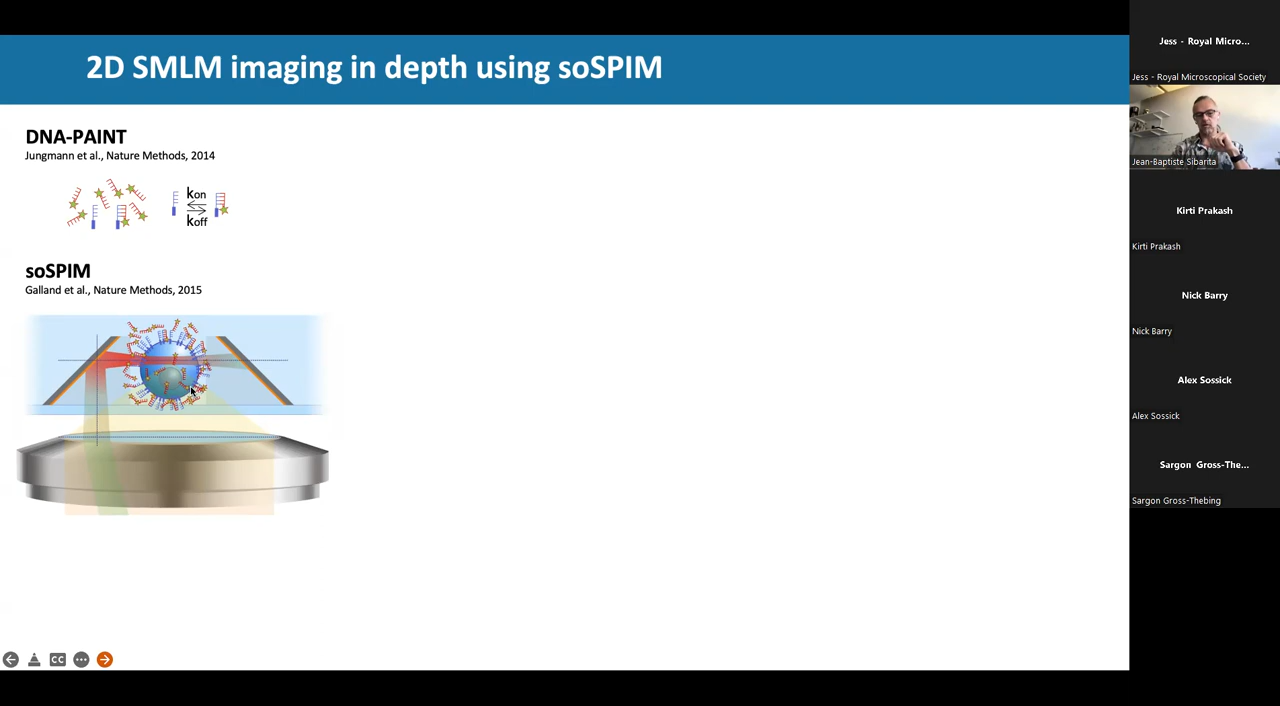 2D SMLM imaging in depth using soSPIM
DNA-PAINT
Jungmann et al., Nature Methods, 2014
kon
koff
soSPIM
Galland et al., Nature Methods, 2015
CC
Jess - Royal Micro...
Jess - Royal Microscopical Society
Jean-Baptiste Sibarita
Kirti Prakash
Kirti Prakash
Nick Barry
Nick Barry
Alex Sossick
Alex Sossick
Sargon Gross-The...
Sargon Gross-Thebing